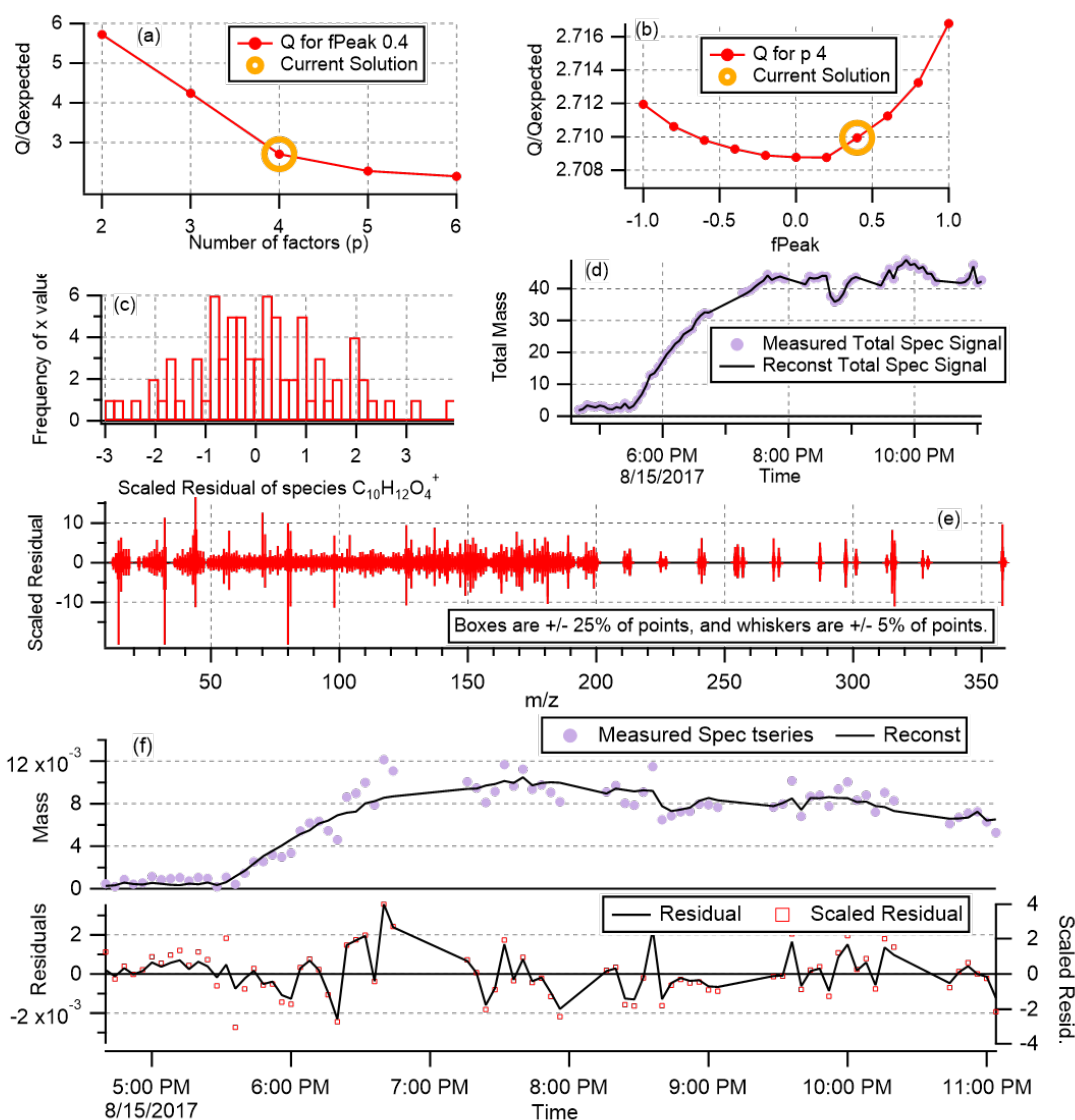 (a)
Q/Qexpected
6
5
4
3
Q for fPeak 0.4
Current Solution
2
3
4
5
6
Number of factors (p)
(b)
Q/Qexpected
2.716
2.714
2.712
2.710
2.708
Q for p 4
Current Solution
-1.0
-0.5
0.0
0.5
1.0
fPeak
(c)
Frequency of x value
6
4
2
0
-3
-2
-1
0
1
2
3
Scaled Residual of species C₁₀H₁₂O₄⁺
(d)
Total Mass
40
30
20
10
0
Measured Total Spec Signal
Reconst Total Spec Signal
6:00 PM
8:00 PM
10:00 PM
8/15/2017
Time
(e)
Scaled Residual
10
0
-10
Boxes are +/- 25% of points, and whiskers are +/- 5% of points.
50
100
150
200
250
300
350
m/z
(f)
Measured Spec tseries
Reconst
Mass
12 x10⁻³
8
4
0
Residual
Scaled Residual
Residuals
2
0
-2 x10⁻³
4
2
0
-2
-4
Scaled Resid.
5:00 PM
6:00 PM
7:00 PM
8:00 PM
9:00 PM
10:00 PM
11:00 PM
8/15/2017
Time